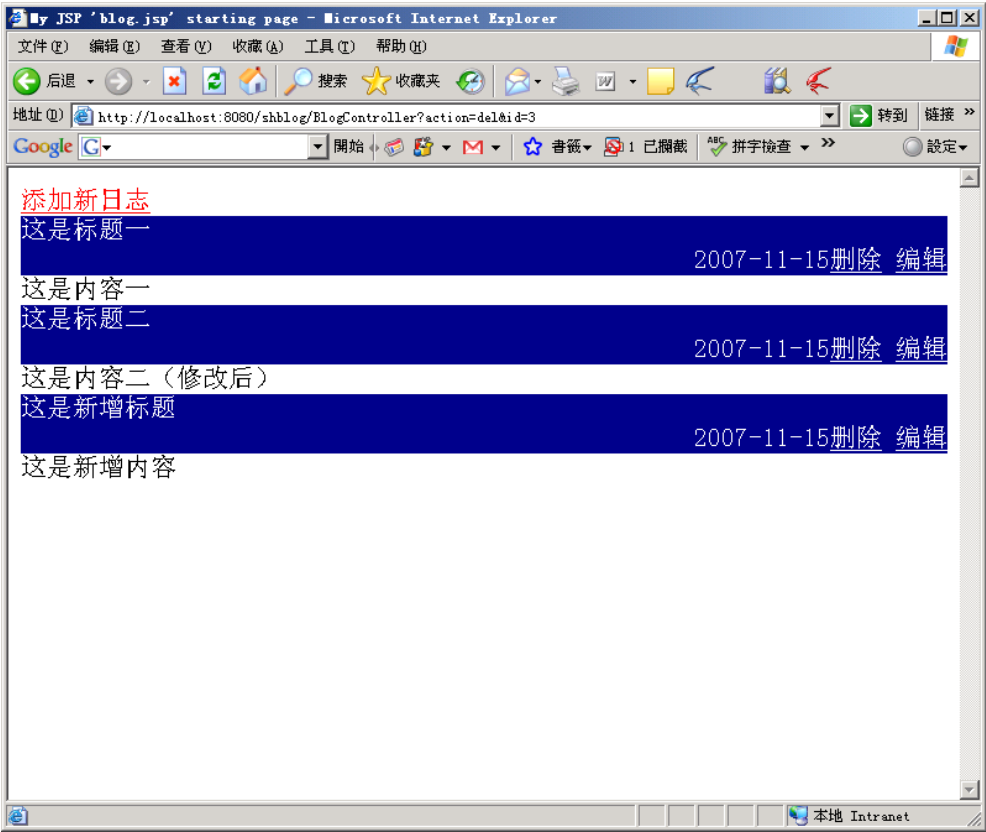 My JSP 'blog.jsp' starting page - Microsoft Internet Explorer
文件(F) 编辑(E) 查看(V) 收藏(A) 工具(T) 帮助(H)
后退 搜索 收藏夹 W
地址(D) http://localhost:8080/shblog/BlogController?action=del&id=3 转到 链接 »
Google G 開始 M 書籤 1 已攔截 ABC 拼字檢查 » 設定
添加新日志
这是标题一
2007-11-15删除 编辑
这是内容一
这是标题二
2007-11-15删除 编辑
这是内容二（修改后）
这是新增标题
2007-11-15删除 编辑
这是新增内容
本地 Intranet